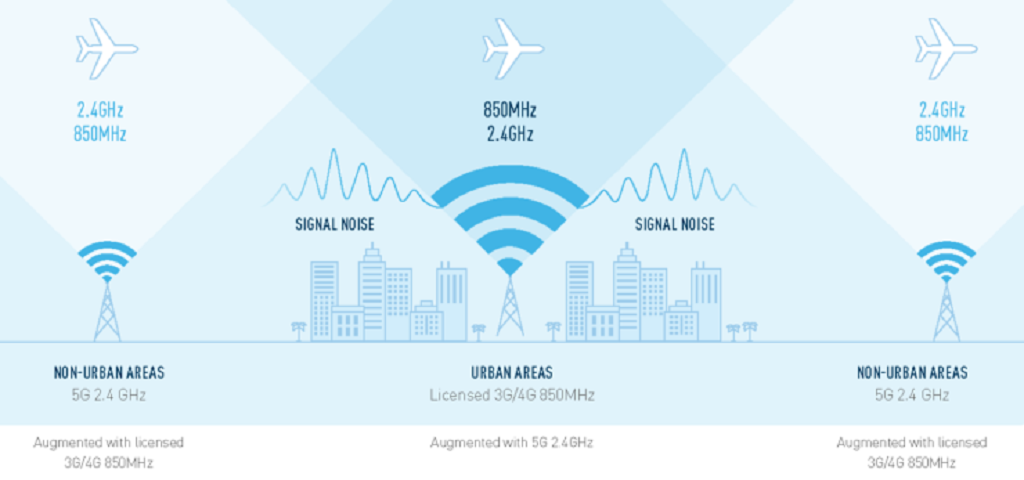 2.4GHz
850MHz
850MHz
2.4GHz
2.4GHz
850MHz
SIGNAL NOISE
SIGNAL NOISE
NON-URBAN AREAS
5G 2.4 GHz
URBAN AREAS
Licensed 3G/4G 850MHz
NON-URBAN AREAS
5G 2.4 GHz
Augmented with licensed
3G/4G 850MHz
Augmented with 5G 2.4GHz
Augmented with licensed
3G/4G 850MHz